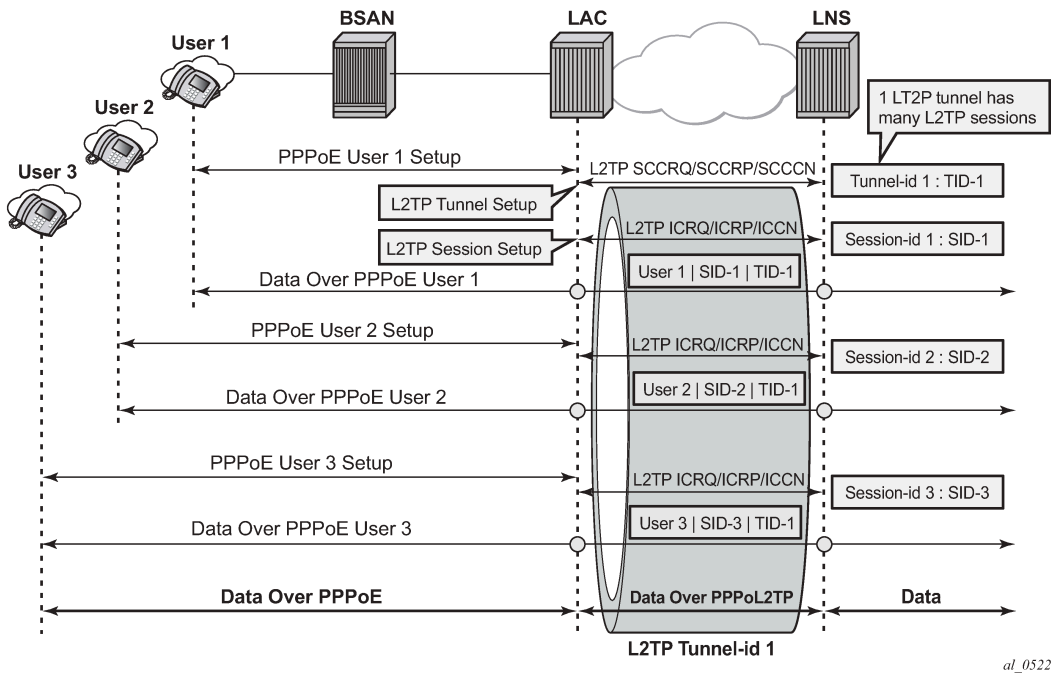 BSAN
LAC
LNS
User 1
User 2
User 3
1 LT2P tunnel has
many L2TP sessions
PPPoE User 1 Setup
L2TP SCCRQ/SCCRP/SCCCN
Tunnel-id 1 : TID-1
L2TP Tunnel Setup
L2TP ICRQ/ICRP/ICCN
Session-id 1 : SID-1
L2TP Session Setup
User 1 | SID-1 | TID-1
Data Over PPPoE User 1
PPPoE User 2 Setup
L2TP ICRQ/ICRP/ICCN
Session-id 2 : SID-2
User 2 | SID-2 | TID-1
Data Over PPPoE User 2
PPPoE User 3 Setup
L2TP ICRQ/ICRP/ICCN
Session-id 3 : SID-3
User 3 | SID-3 | TID-1
Data Over PPPoE User 3
Data Over PPPoE
Data Over PPPoL2TP
Data
L2TP Tunnel-id 1
al_0522